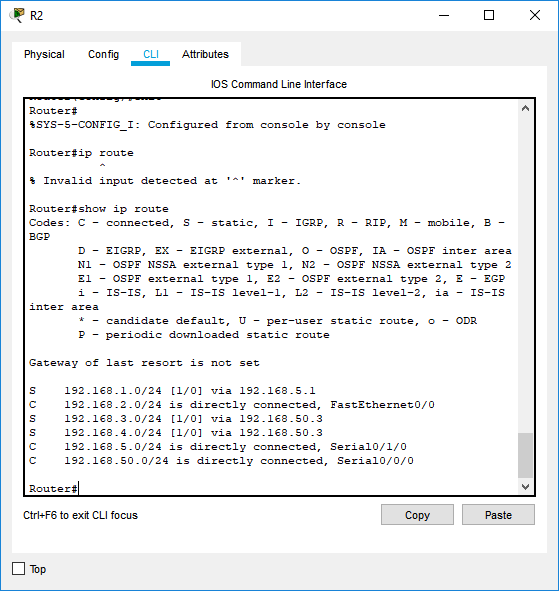 R2
Physical Config CLI Attributes
IOS Command Line Interface
Router#
%SYS-5-CONFIG_I: Configured from console by console
Router#ip route
^
% Invalid input detected at '^' marker.
Router#show ip route
Codes: C - connected, S - static, I - IGRP, R - RIP, M - mobile, B -
BGP
D - EIGRP, EX - EIGRP external, O - OSPF, IA - OSPF inter area
N1 - OSPF NSSA external type 1, N2 - OSPF NSSA external type 2
E1 - OSPF external type 1, E2 - OSPF external type 2, E - EGP
i - IS-IS, L1 - IS-IS level-1, L2 - IS-IS level-2, ia - IS-IS
inter area
* - candidate default, U - per-user static route, o - ODR
P - periodic downloaded static route
Gateway of last resort is not set
S 192.168.1.0/24 [1/0] via 192.168.5.1
C 192.168.2.0/24 is directly connected, FastEthernet0/0
S 192.168.3.0/24 [1/0] via 192.168.50.3
S 192.168.4.0/24 [1/0] via 192.168.50.3
C 192.168.5.0/24 is directly connected, Serial0/1/0
C 192.168.50.0/24 is directly connected, Serial0/0/0
Router#
Ctrl+F6 to exit CLI focus
Copy Paste
Top